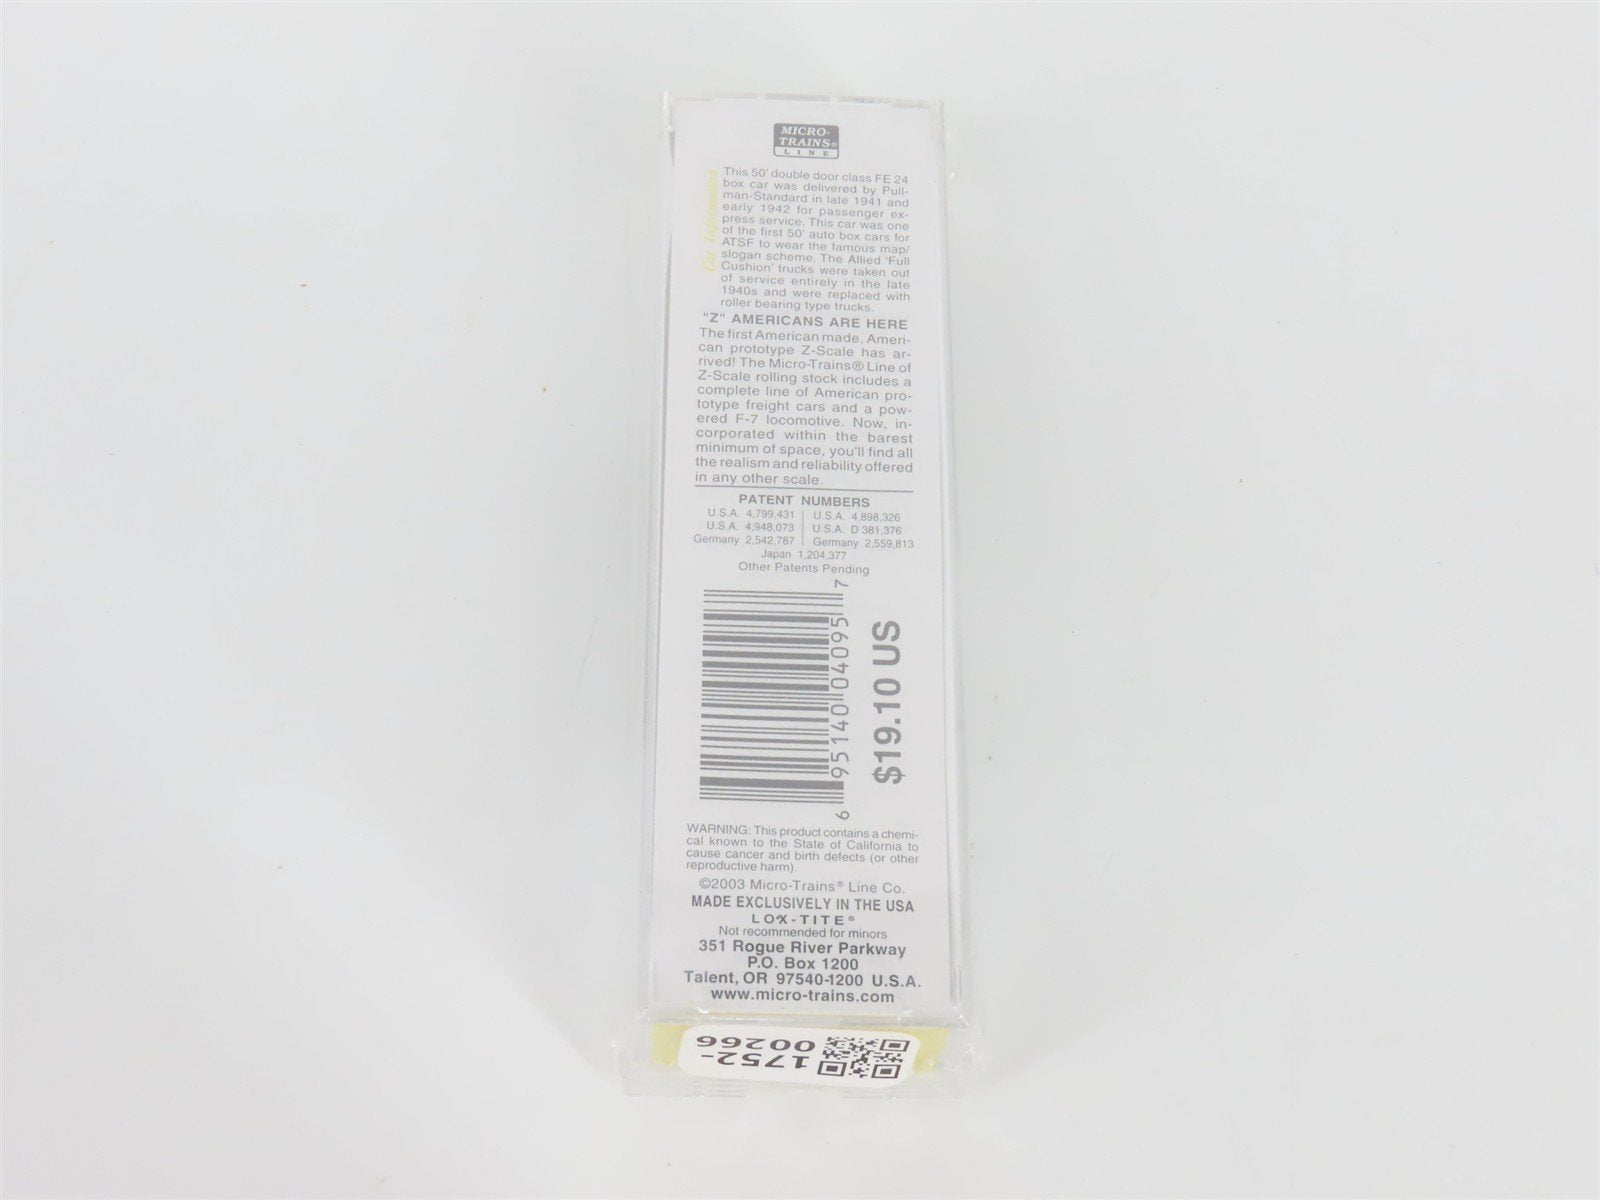 MICRO-
TRAINS®
LINE
Car Information
This 50' double door class FE 24
box car was delivered by Pull-
man-Standard in late 1941 and
early 1942 for passenger ex-
press service. This car was one
of the first 50' auto box cars for
ATSF to wear the famous map/
slogan scheme. The Allied 'Full
Cushion' trucks were taken out
of service entirely in the late
1940s and were replaced with
roller bearing type trucks.
"Z" AMERICANS ARE HERE
The first American made, Ameri-
can prototype Z-Scale has ar-
rived! The Micro-Trains® Line of
Z-Scale rolling stock includes a
complete line of American pro-
totype freight cars and a pow-
ered F-7 locomotive. Now, in-
corporated within the barest
minimum of space, you'll find all
the realism and reliability offered
in any other scale.
PATENT NUMBERS
U.S.A. 4,799,431 U.S.A. 4,898,326
U.S.A. 4,948,073 U.S.A. D 381,376
Germany 2,542,787 Germany 2,559,813
Japan 1,204,377
Other Patents Pending
6 95140 04095 7
$19.10 US
WARNING: This product contains a chemi-
cal known to the State of California to
cause cancer and birth defects (or other
reproductive harm).
©2003 Micro-Trains® Line Co.
MADE EXCLUSIVELY IN THE USA
LOX-TITE®
Not recommended for minors
351 Rogue River Parkway
P.O. Box 1200
Talent, OR 97540-1200 U.S.A.
www.micro-trains.com
1752-
00266